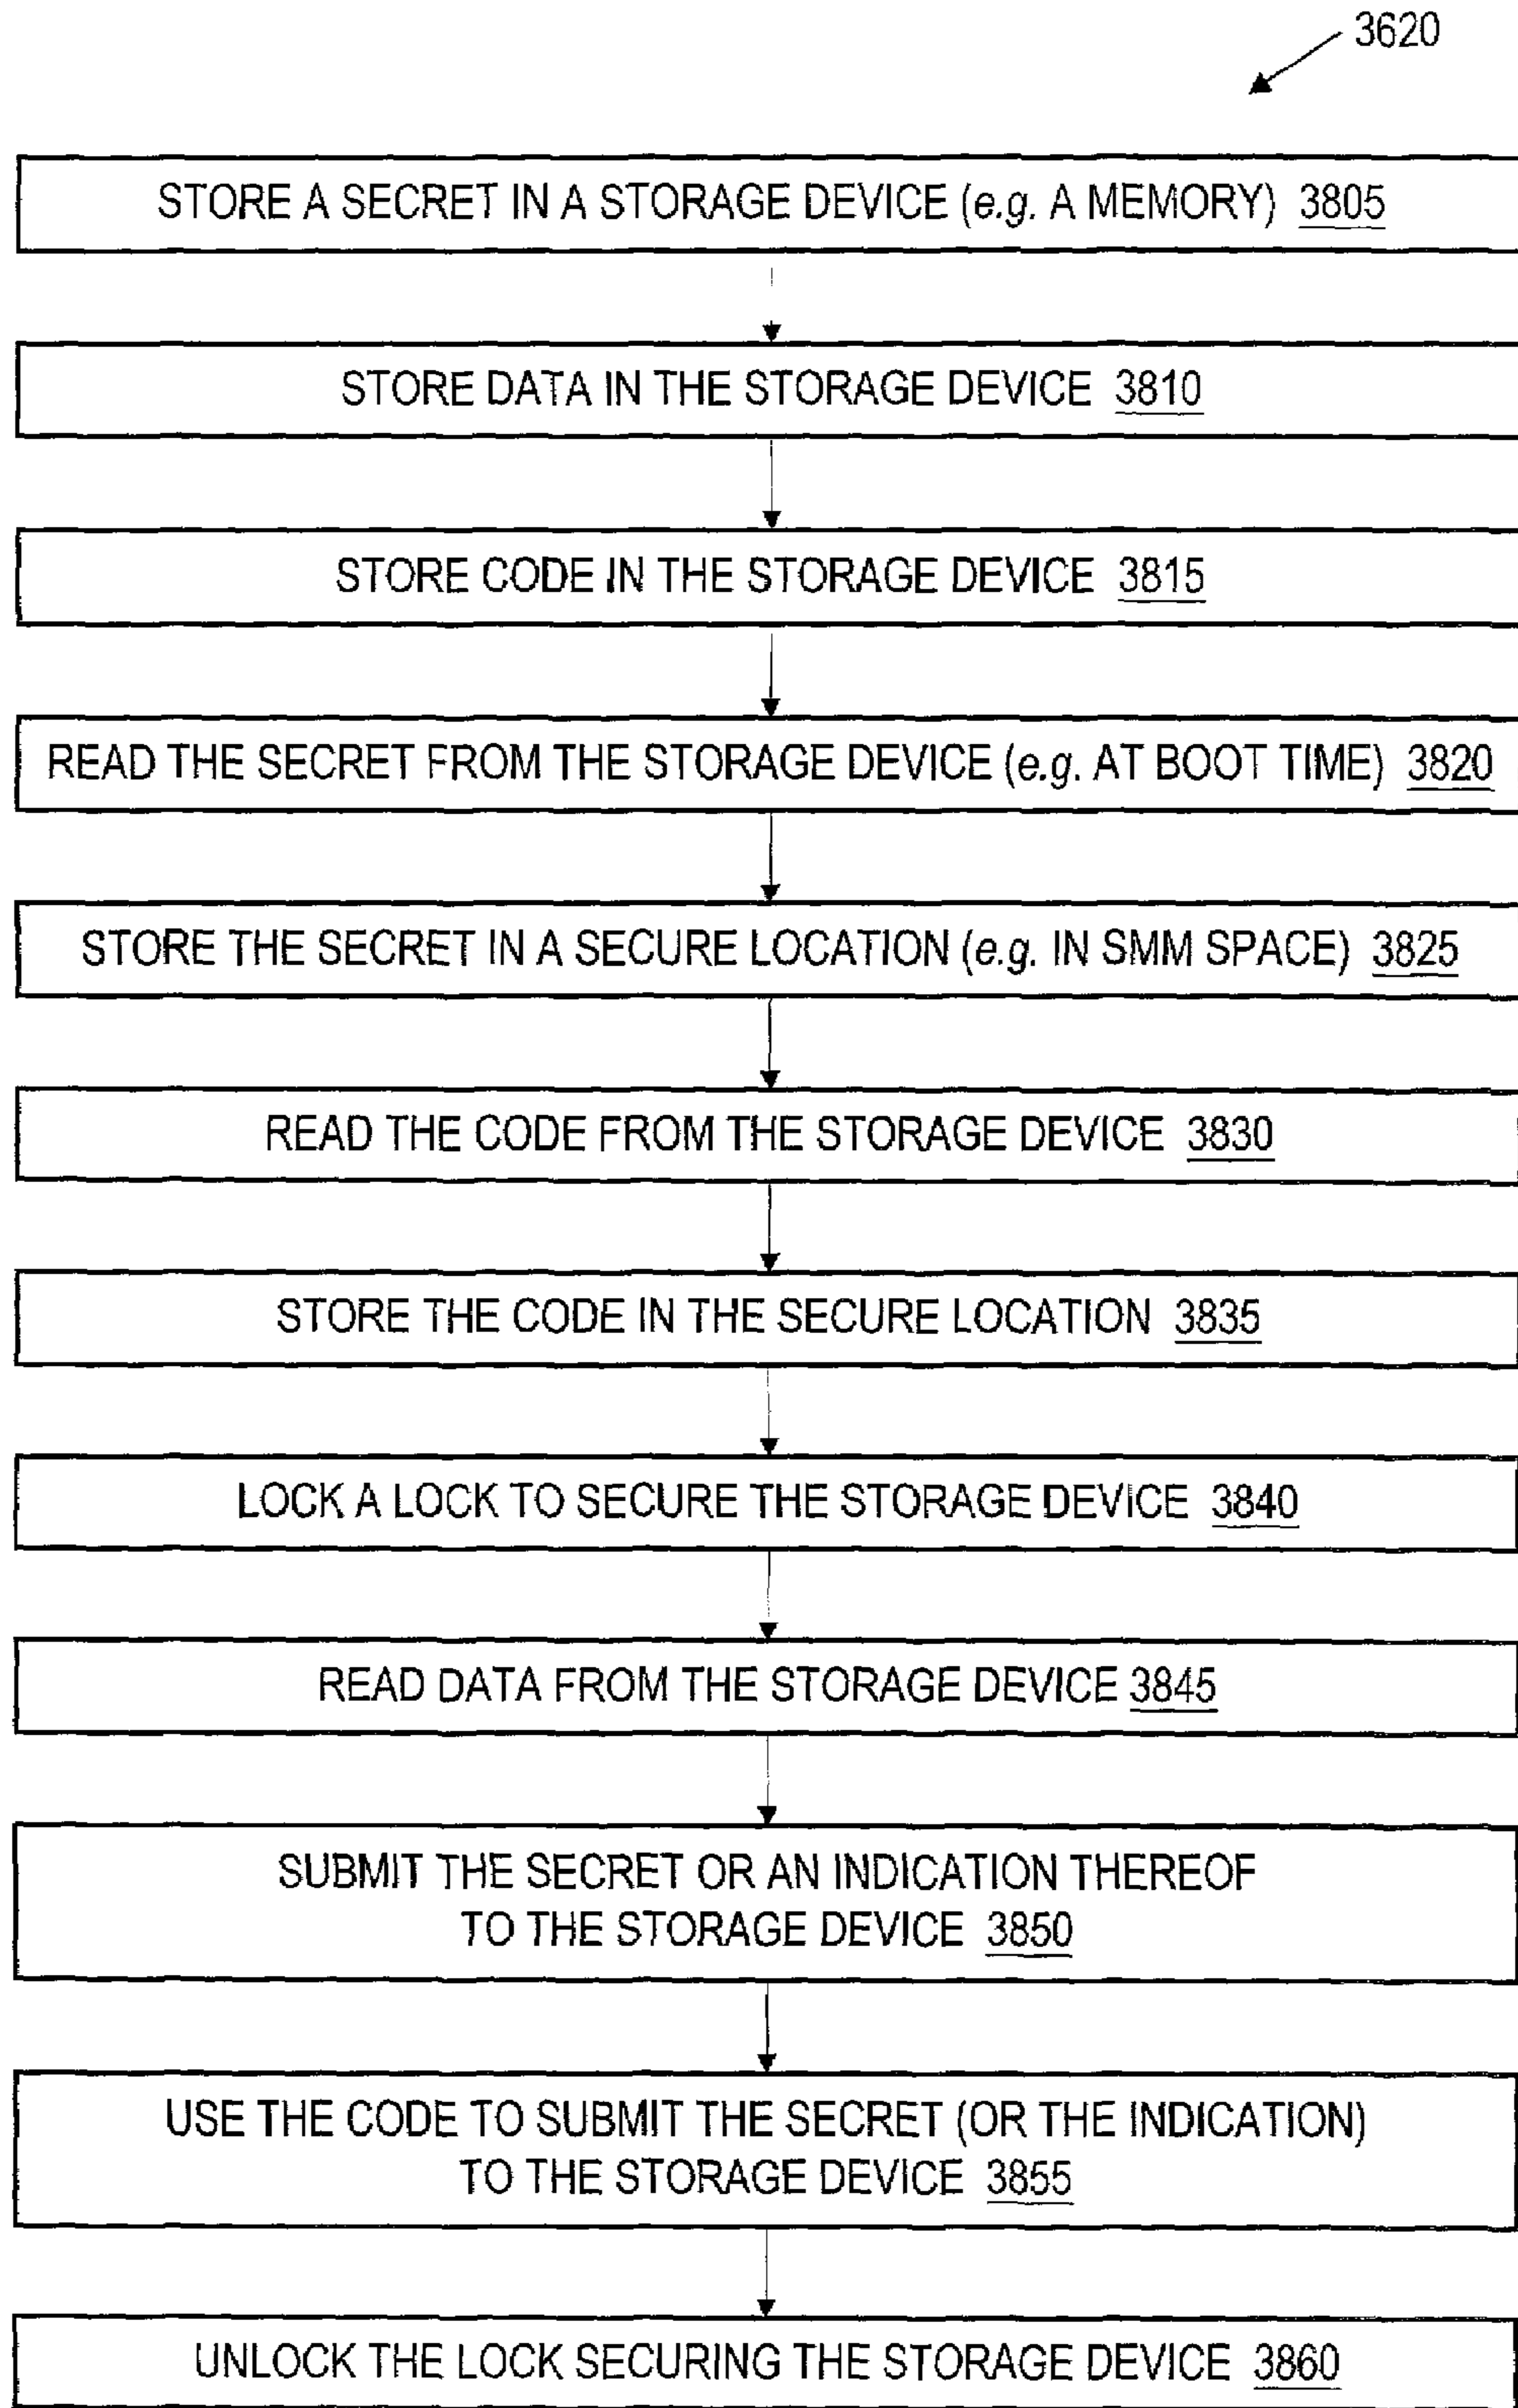 3620
STORE A SECRET IN A STORAGE DEVICE (e.g. A MEMORY) 3805
STORE DATA IN THE STORAGE DEVICE 3810
STORE CODE IN THE STORAGE DEVICE 3815
READ THE SECRET FROM THE STORAGE DEVICE (e.g. AT BOOT TIME) 3820
STORE THE SECRET IN A SECURE LOCATION (e.g. IN SMM SPACE) 3825
READ THE CODE FROM THE STORAGE DEVICE 3830
STORE THE CODE IN THE SECURE LOCATION 3835
LOCK A LOCK TO SECURE THE STORAGE DEVICE 3840
READ DATA FROM THE STORAGE DEVICE 3845
SUBMIT THE SECRET OR AN INDICATION THEREOF
TO THE STORAGE DEVICE 3850
USE THE CODE TO SUBMIT THE SECRET (OR THE INDICATION)
TO THE STORAGE DEVICE 3855
UNLOCK THE LOCK SECURING THE STORAGE DEVICE 3860